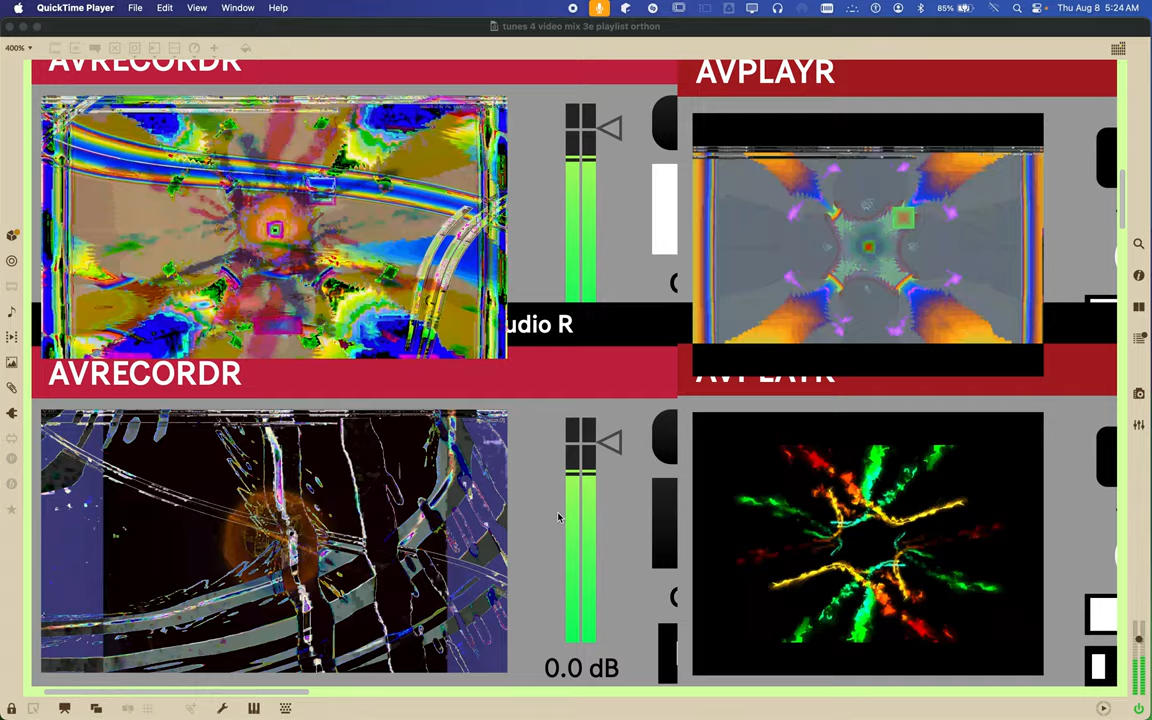 QuickTime Player File Edit View Window Help 85% Thu Aug 8 5:24 AM
tunes 4 video mix 3e playlist orthon
400%
AVRECORDR
AVPLAYR
udio R
AVRECORDR
AVPLAYR
0.0 dB